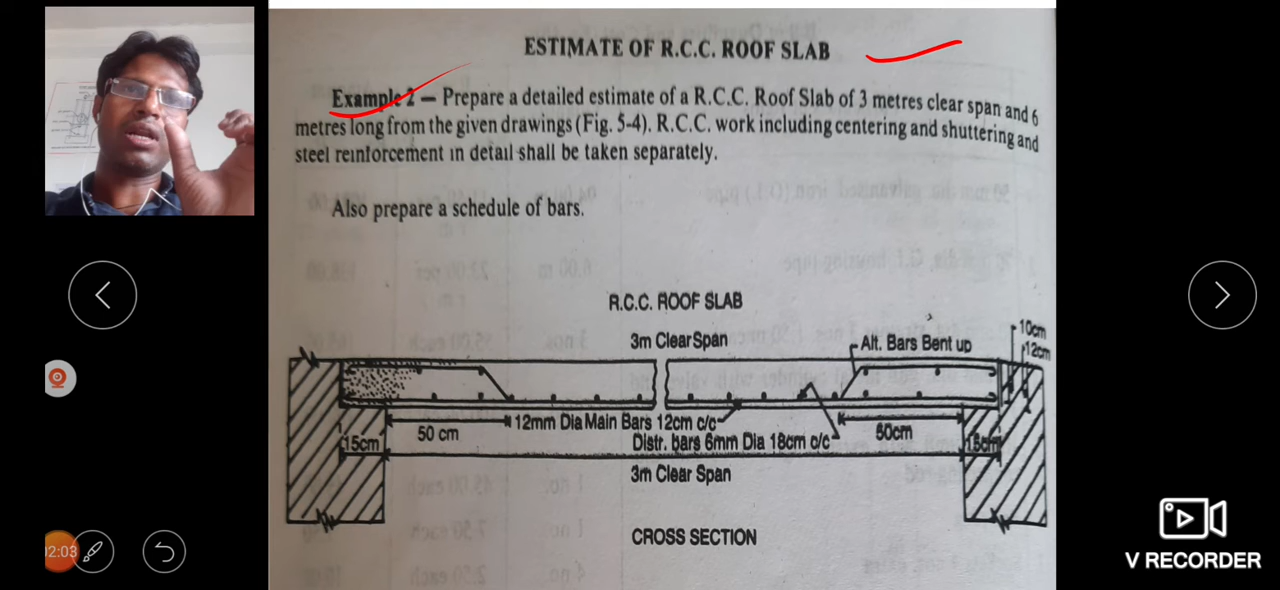 ESTIMATE OF R.C.C. ROOF SLAB
Example 2 — Prepare a detailed estimate of a R.C.C. Roof Slab of 3 metres clear span and 6
metres long from the given drawings (Fig. 5-4). R.C.C. work including centering and shuttering and
steel reinforcement in detail shall be taken separately.
Also prepare a schedule of bars.
R.C.C. ROOF SLAB
3m Clear Span
Alt. Bars Bent up
10cm
12cm
12mm Dia Main Bars 12cm c/c
50 cm
Distr. bars 6mm Dia 18cm c/c
50cm
15cm
15cm
3m Clear Span
CROSS SECTION
02:03
V RECORDER